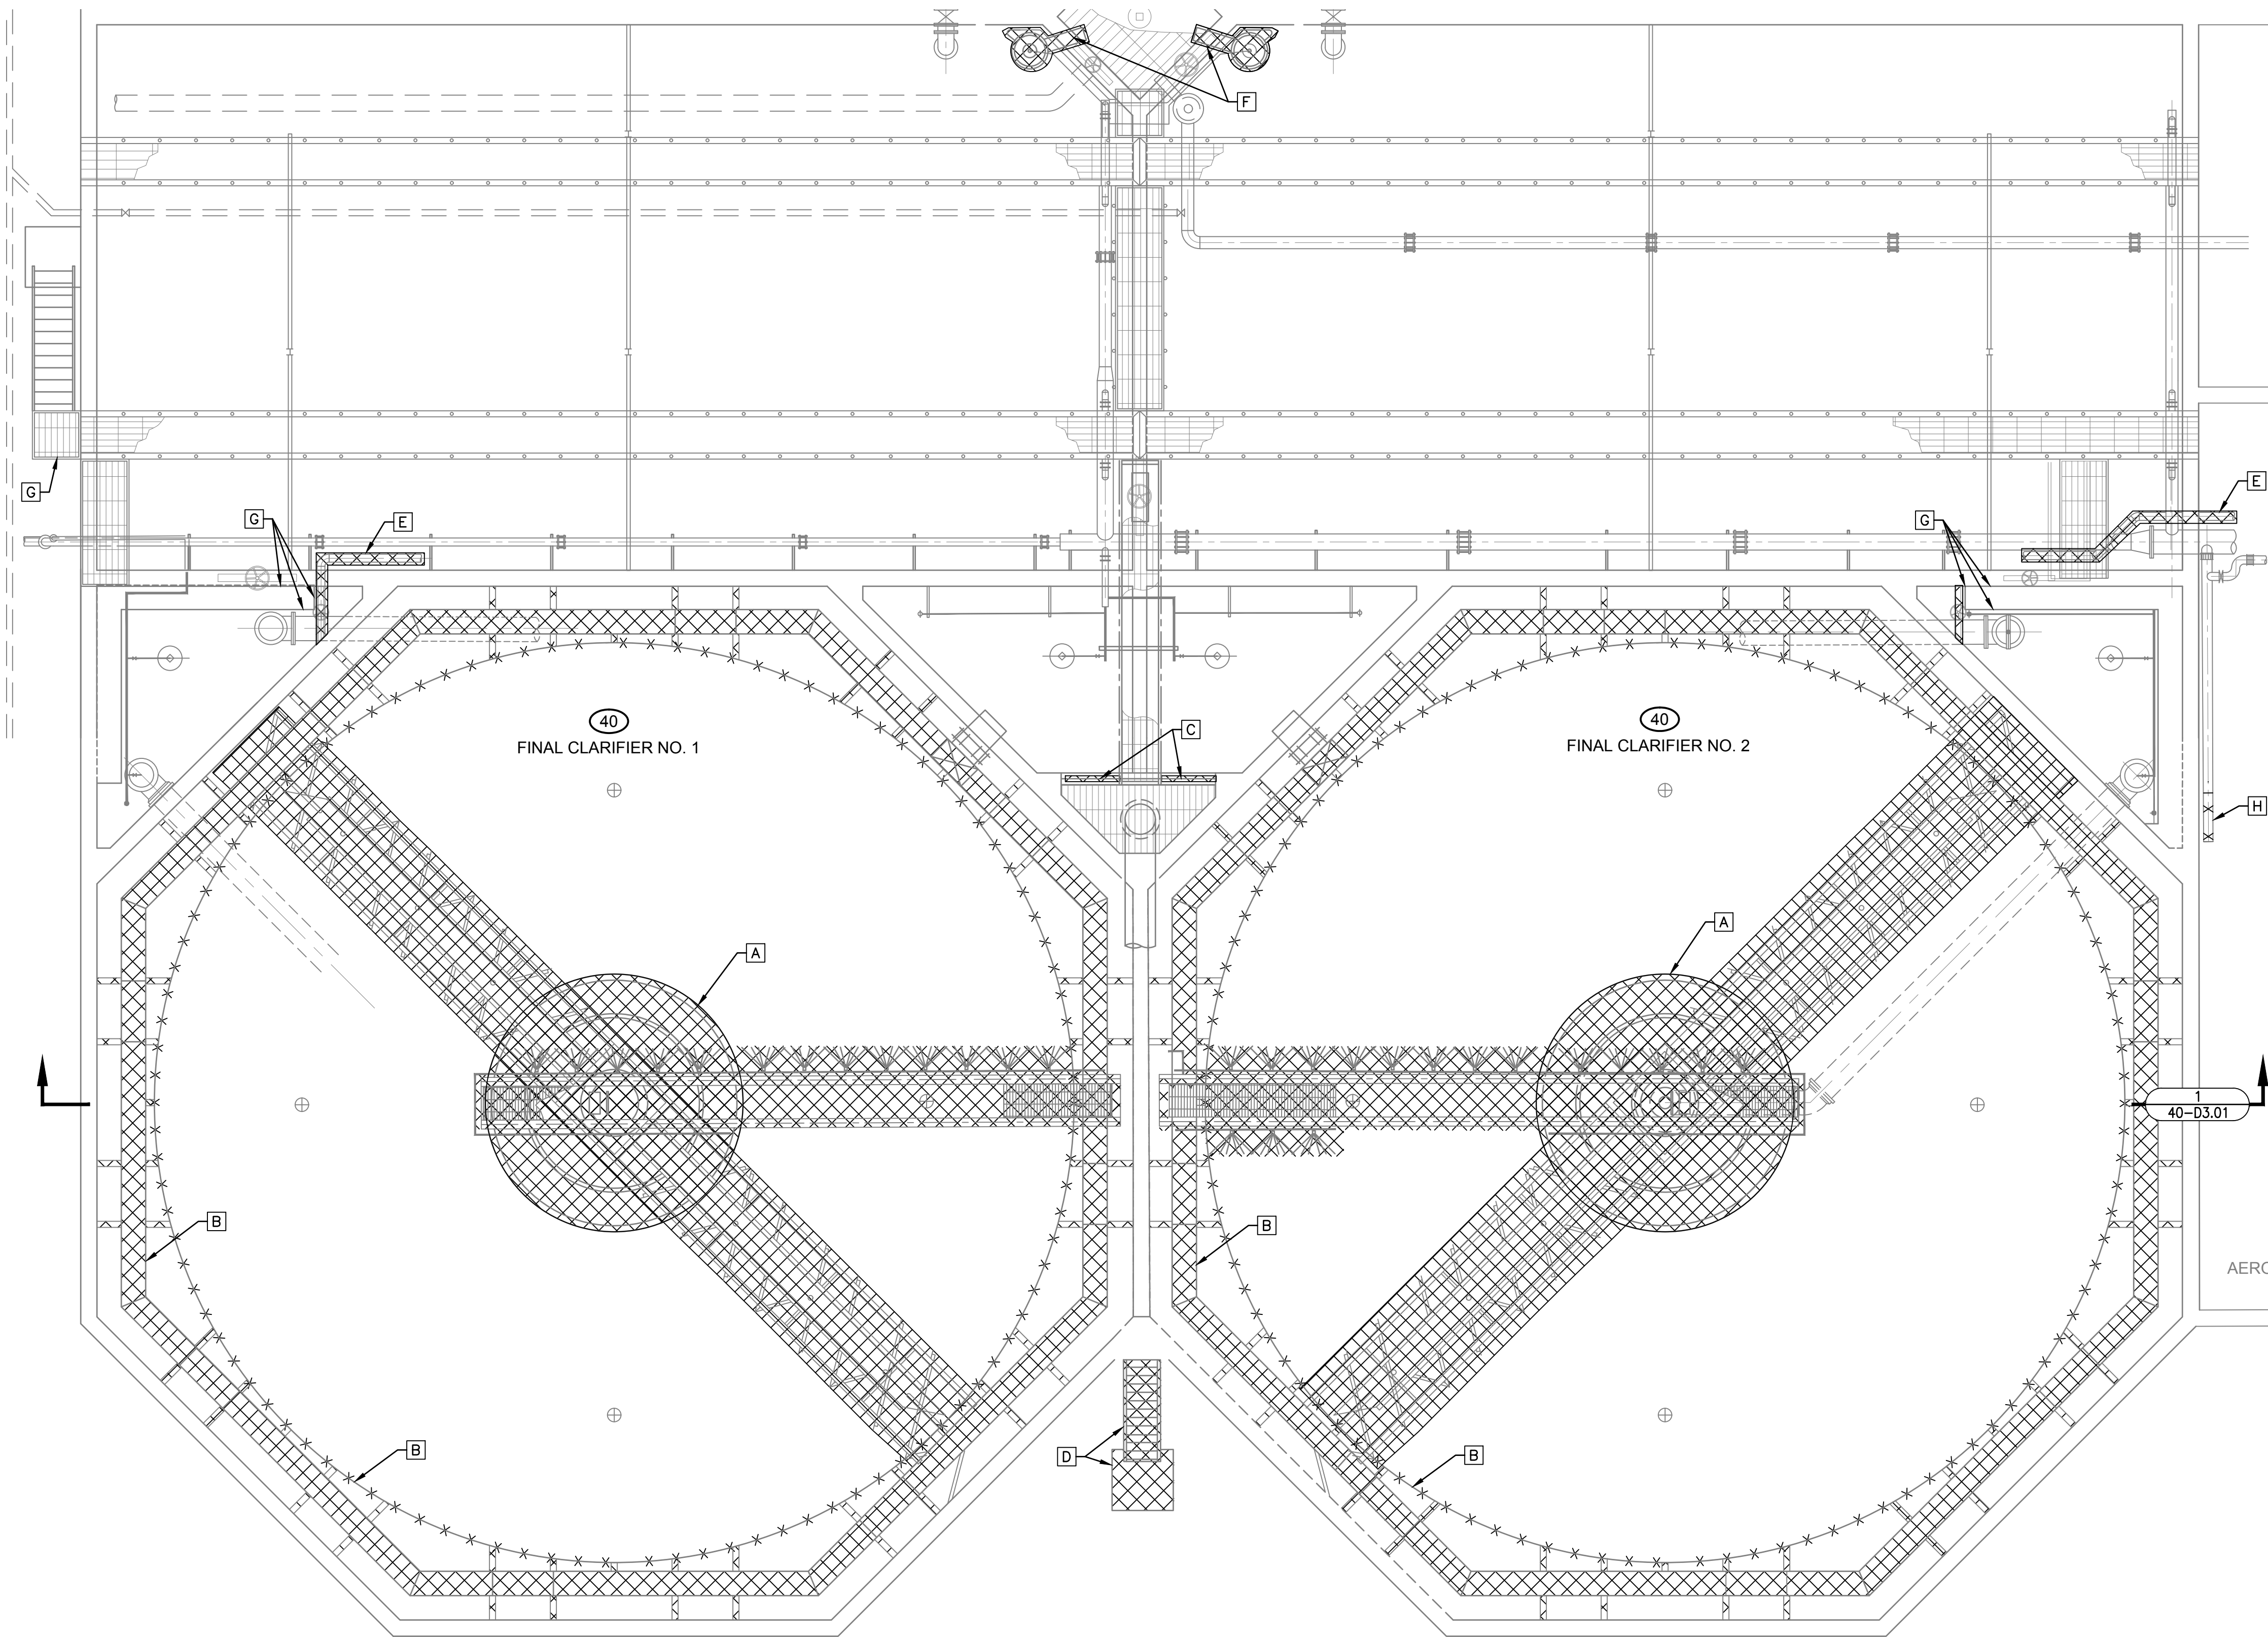 F
G
G
E
G
E
40
FINAL CLARIFIER NO. 1
C
40
FINAL CLARIFIER NO. 2
H
A
A
1
40-D3.01
B
B
AERO
B
B
D